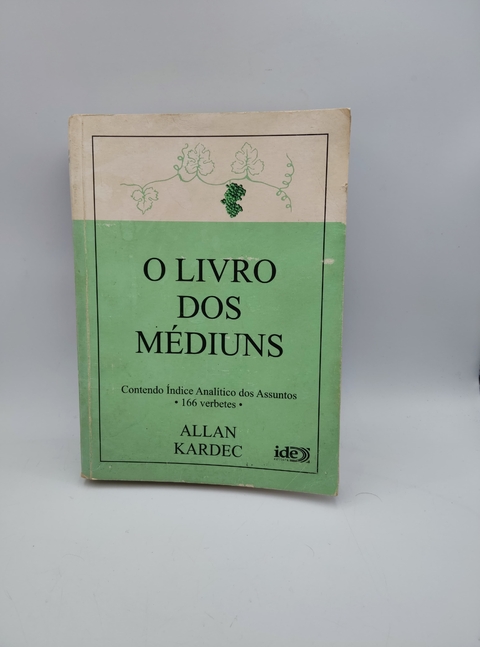 O LIVRO
DOS
MÉDIUNS
Contendo Índice Analítico dos Assuntos
• 166 verbetes •
ALLAN
KARDEC
ide